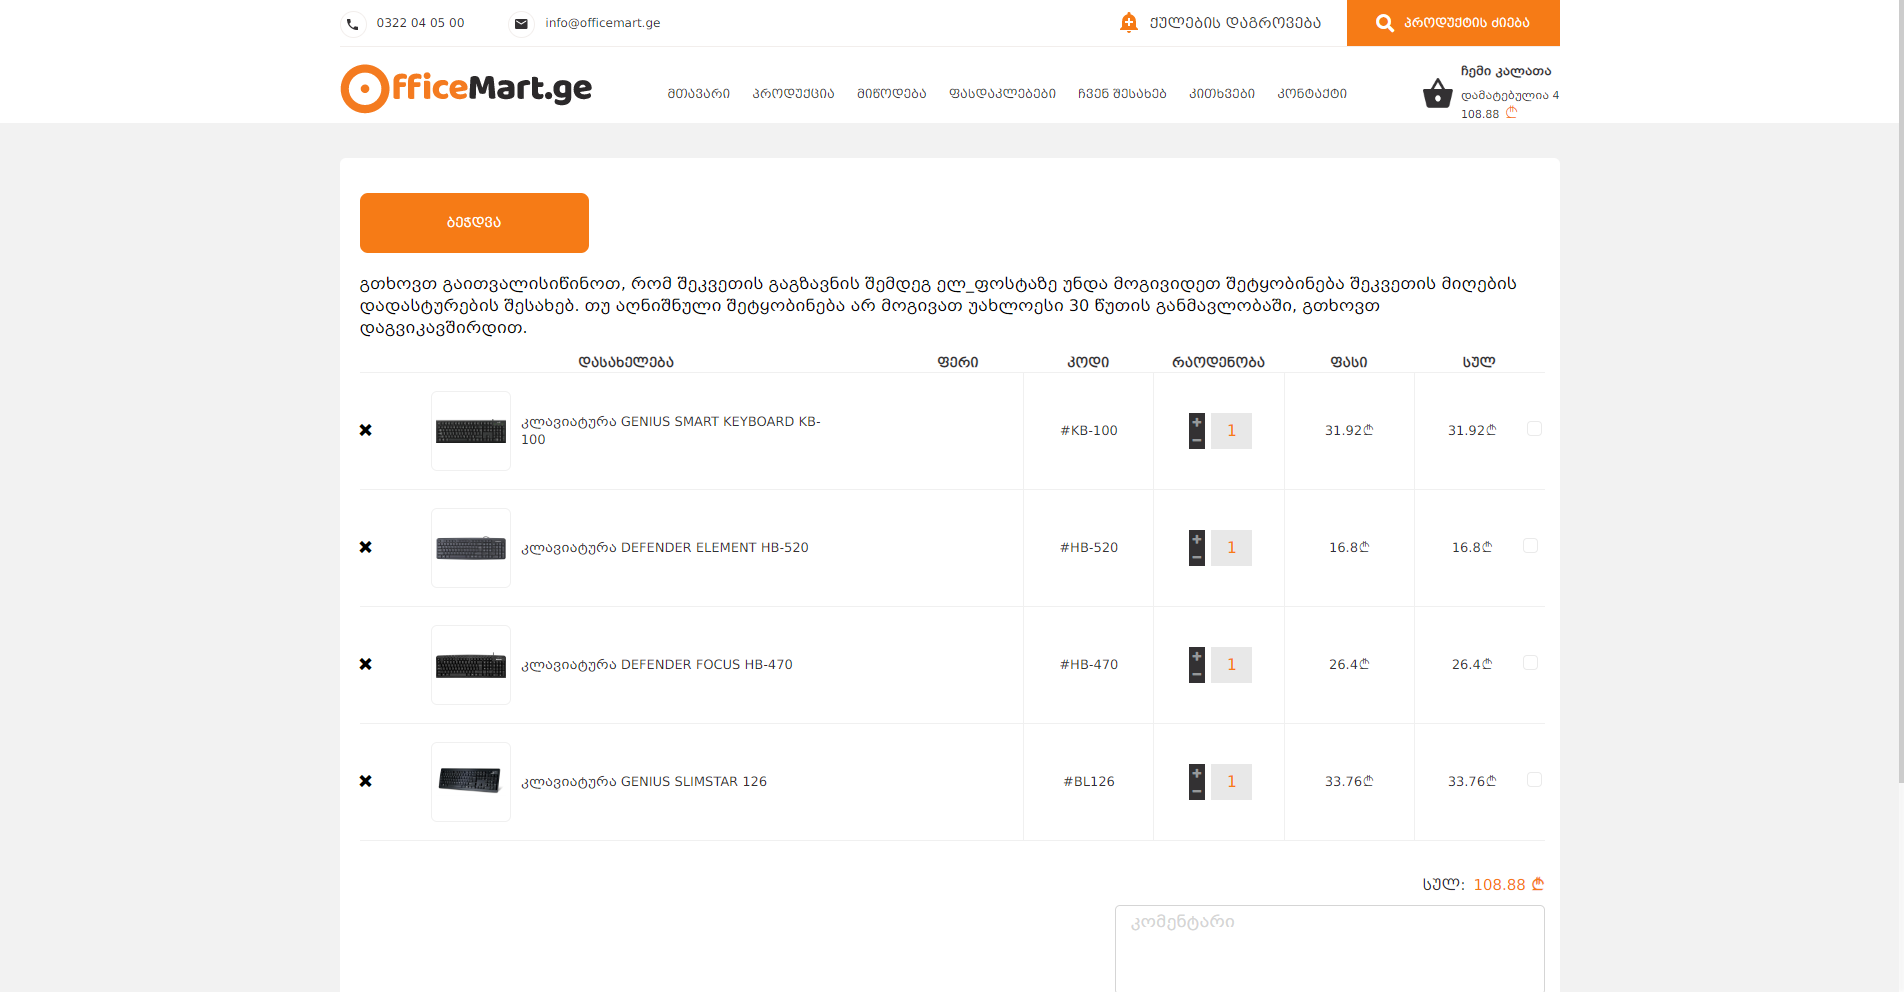 0322 04 05 00
info@officemart.ge
ქულების დაგროვება
პროდუქტის ძიება
OfficeMart.ge
მთავარი
პროდუქცია
მიწოდება
ფასდაკლებები
ჩვენ შესახებ
კითხვები
კონტაქტი
ჩემი კალათა
დამატებულია 4
108.88 ₾
ბეჭდვა
გთხოვთ გაითვალისიწინოთ, რომ შეკვეთის გაგზავნის შემდეგ ელ_ფოსტაზე უნდა მოგივიდეთ შეტყობინება შეკვეთის მიღების
დადასტურების შესახებ. თუ აღნიშნული შეტყობინება არ მოგივათ უახლოესი 30 წუთის განმავლობაში, გთხოვთ
დაგვიკავშირდით.
დასახელება ფერი კოდი რაოდენობა ფასი სულ
კლავიატურა GENIUS SMART KEYBOARD KB-
100
#KB-100 1 31.92₾ 31.92₾
კლავიატურა DEFENDER ELEMENT HB-520 #HB-520 1 16.8₾ 16.8₾
კლავიატურა DEFENDER FOCUS HB-470 #HB-470 1 26.4₾ 26.4₾
კლავიატურა GENIUS SLIMSTAR 126 #BL126 1 33.76₾ 33.76₾
სულ: 108.88 ₾
კომენტარი